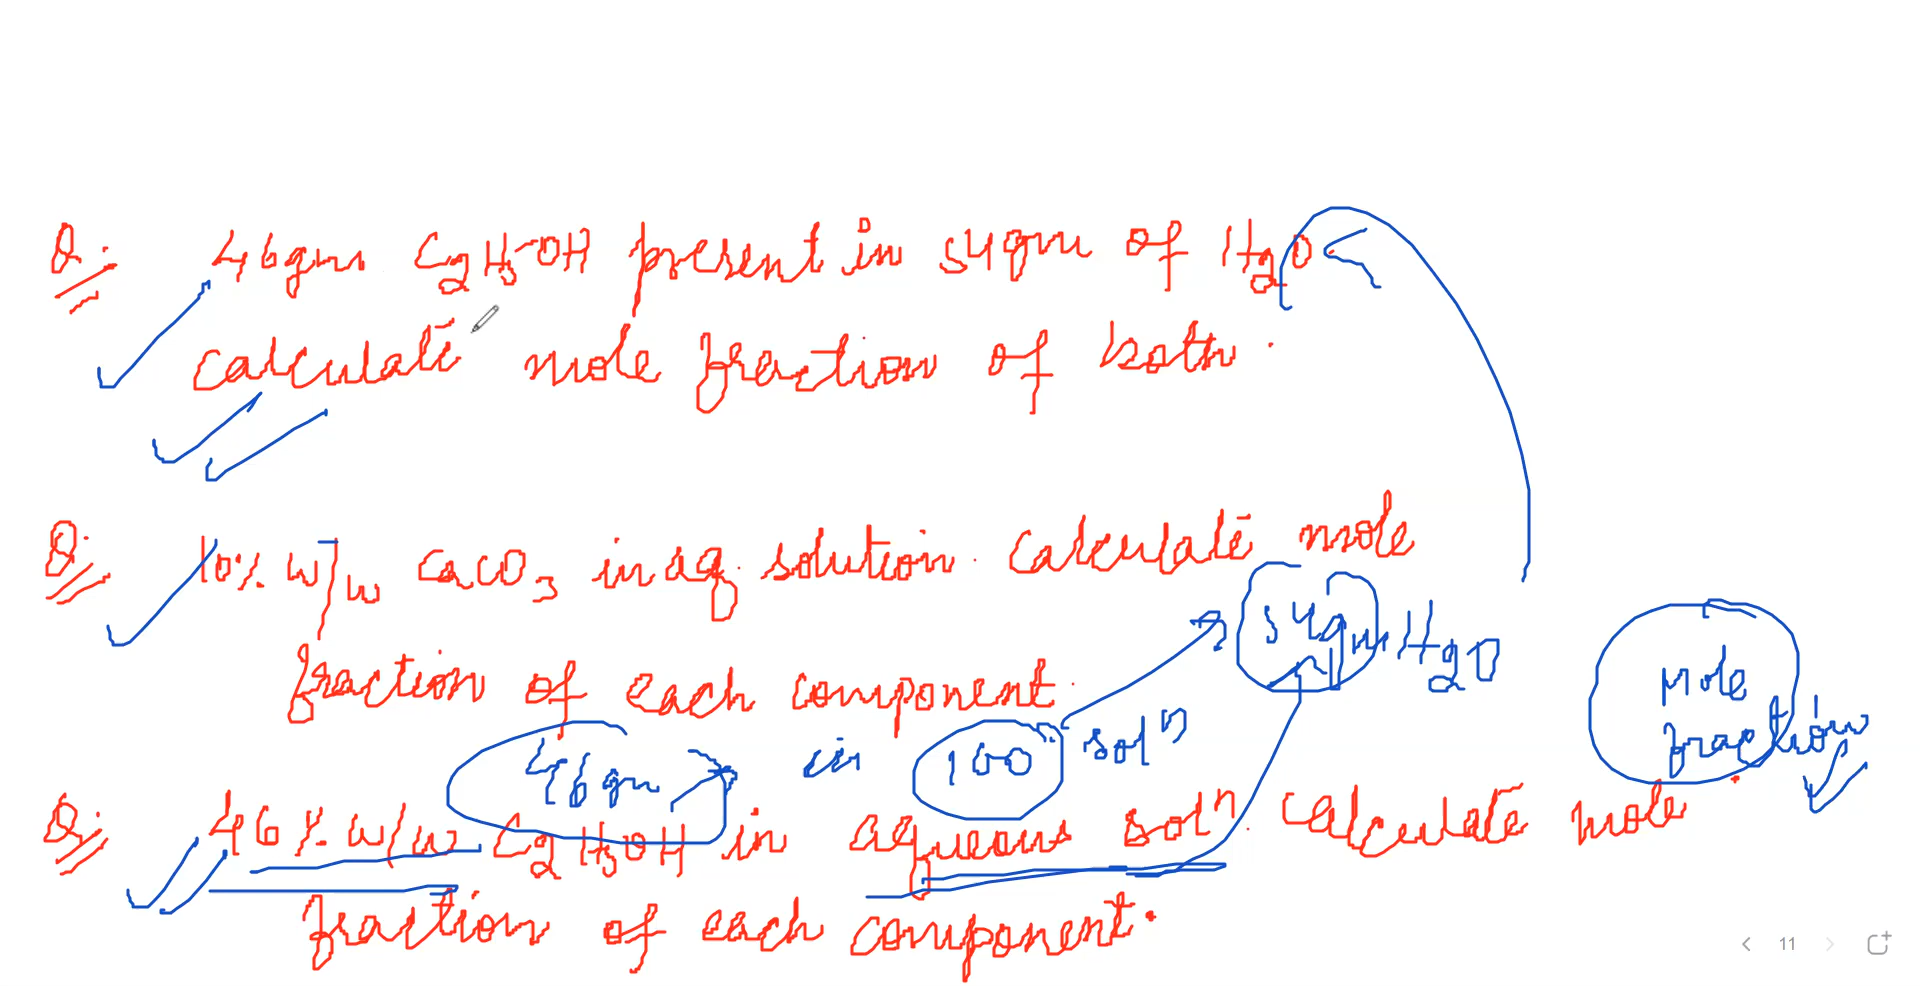 Q. 46gm C2H5-OH present in 54gm of H2O.
calculate mole fraction of both.
Q. 10% w/w CaCO3 in aq. solution. Calculate mole
fraction of each component.
54gm H2O
Mole
fraction
46gm in 100 solⁿ
Q. 46% w/w C2H5OH in aqueous solⁿ. Calculate mole
fraction of each component.
11